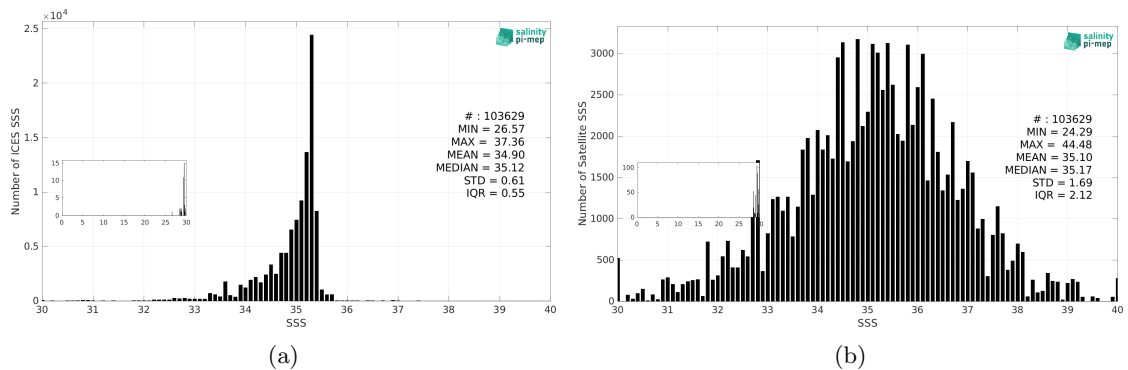 ×10⁴
2.5
2
1.5
1
0.5
0
Number of ICES SSS
salinity
pi-mep
# : 103629
MIN = 26.57
MAX = 37.36
MEAN = 34.90
MEDIAN = 35.12
STD = 0.61
IQR = 0.55
15
10
5
0
0 5 10 15 20 25 30
30 31 32 33 34 35 36 37 38 39 40
SSS
(a)
3000
2500
2000
1500
1000
500
0
Number of Satellite SSS
salinity
pi-mep
# : 103629
MIN = 24.29
MAX = 44.48
MEAN = 35.10
MEDIAN = 35.17
STD = 1.69
IQR = 2.12
100
50
0
0 5 10 15 20 25 30
30 31 32 33 34 35 36 37 38 39 40
SSS
(b)